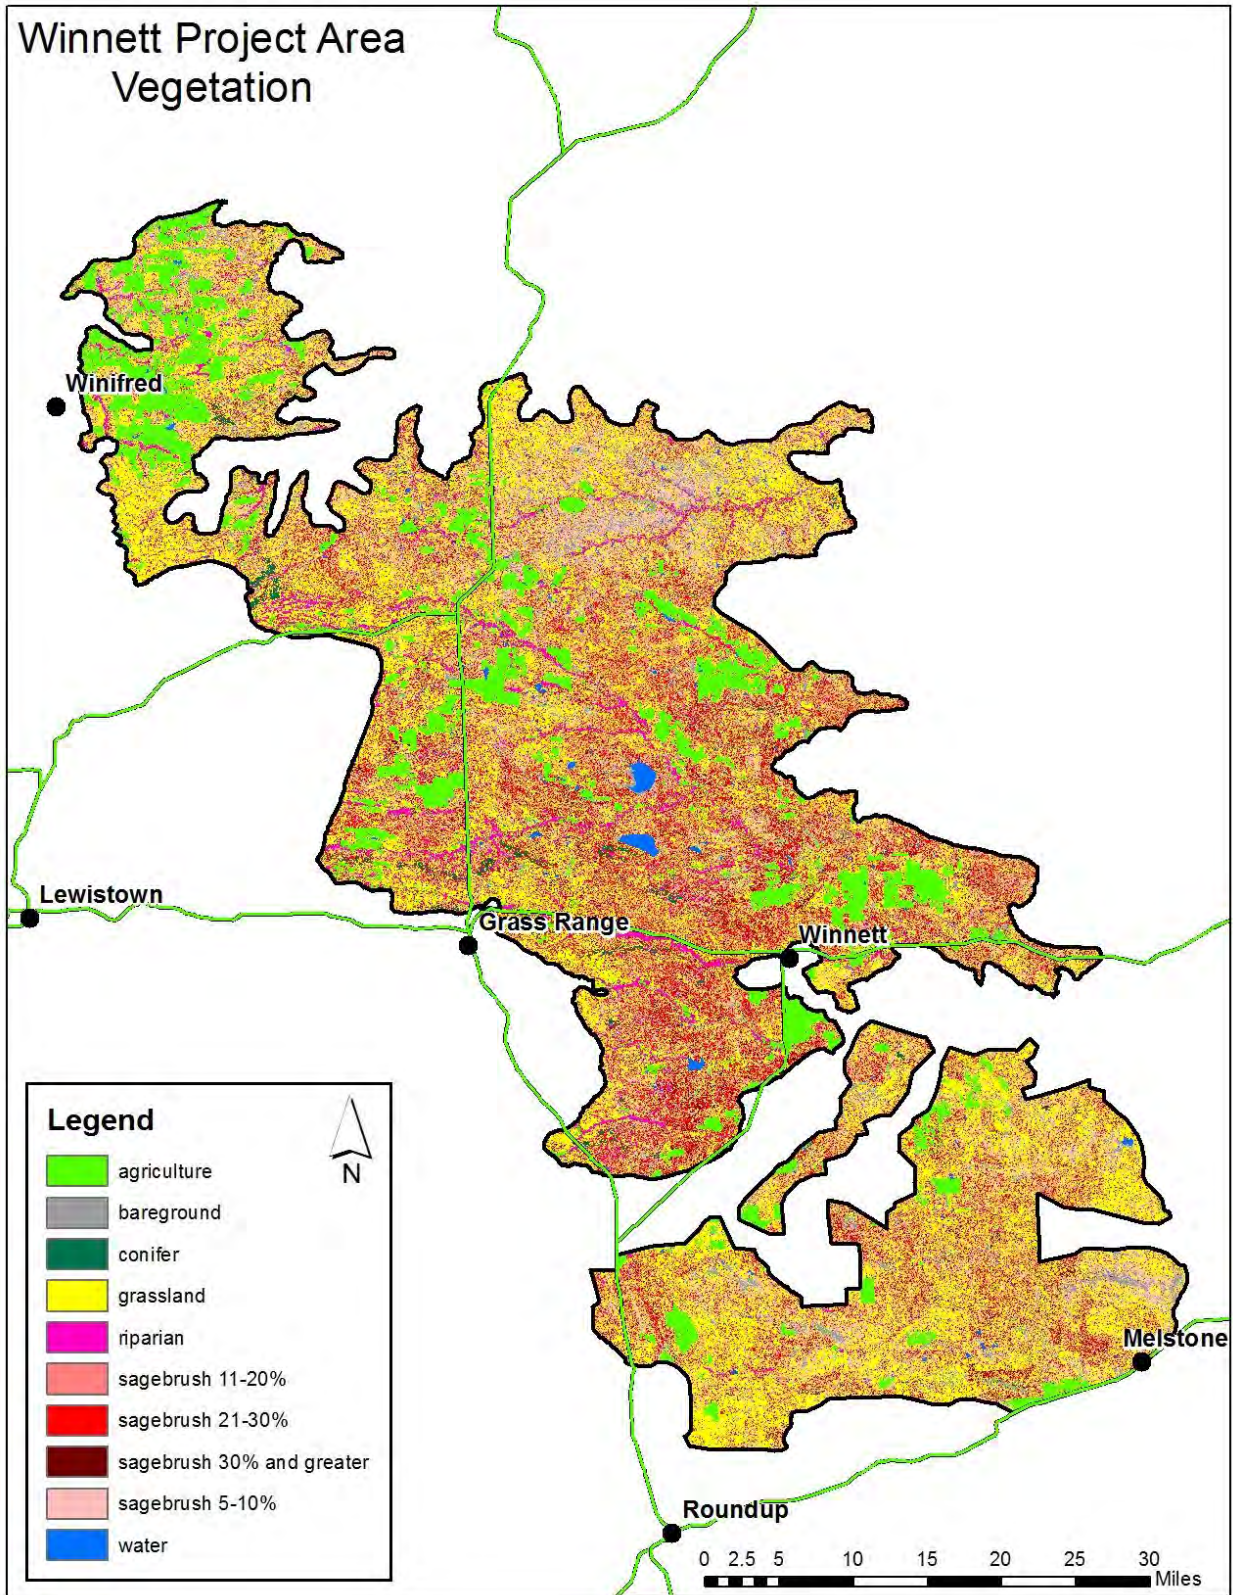 Winnett Project Area
Vegetation
Winifred
Lewistown
Grass Range
Winnett
Melstone
Roundup
Legend
N
agriculture
bareground
conifer
grassland
riparian
sagebrush 11-20%
sagebrush 21-30%
sagebrush 30% and greater
sagebrush 5-10%
water
0 2.5 5 10 15 20 25 30
Miles